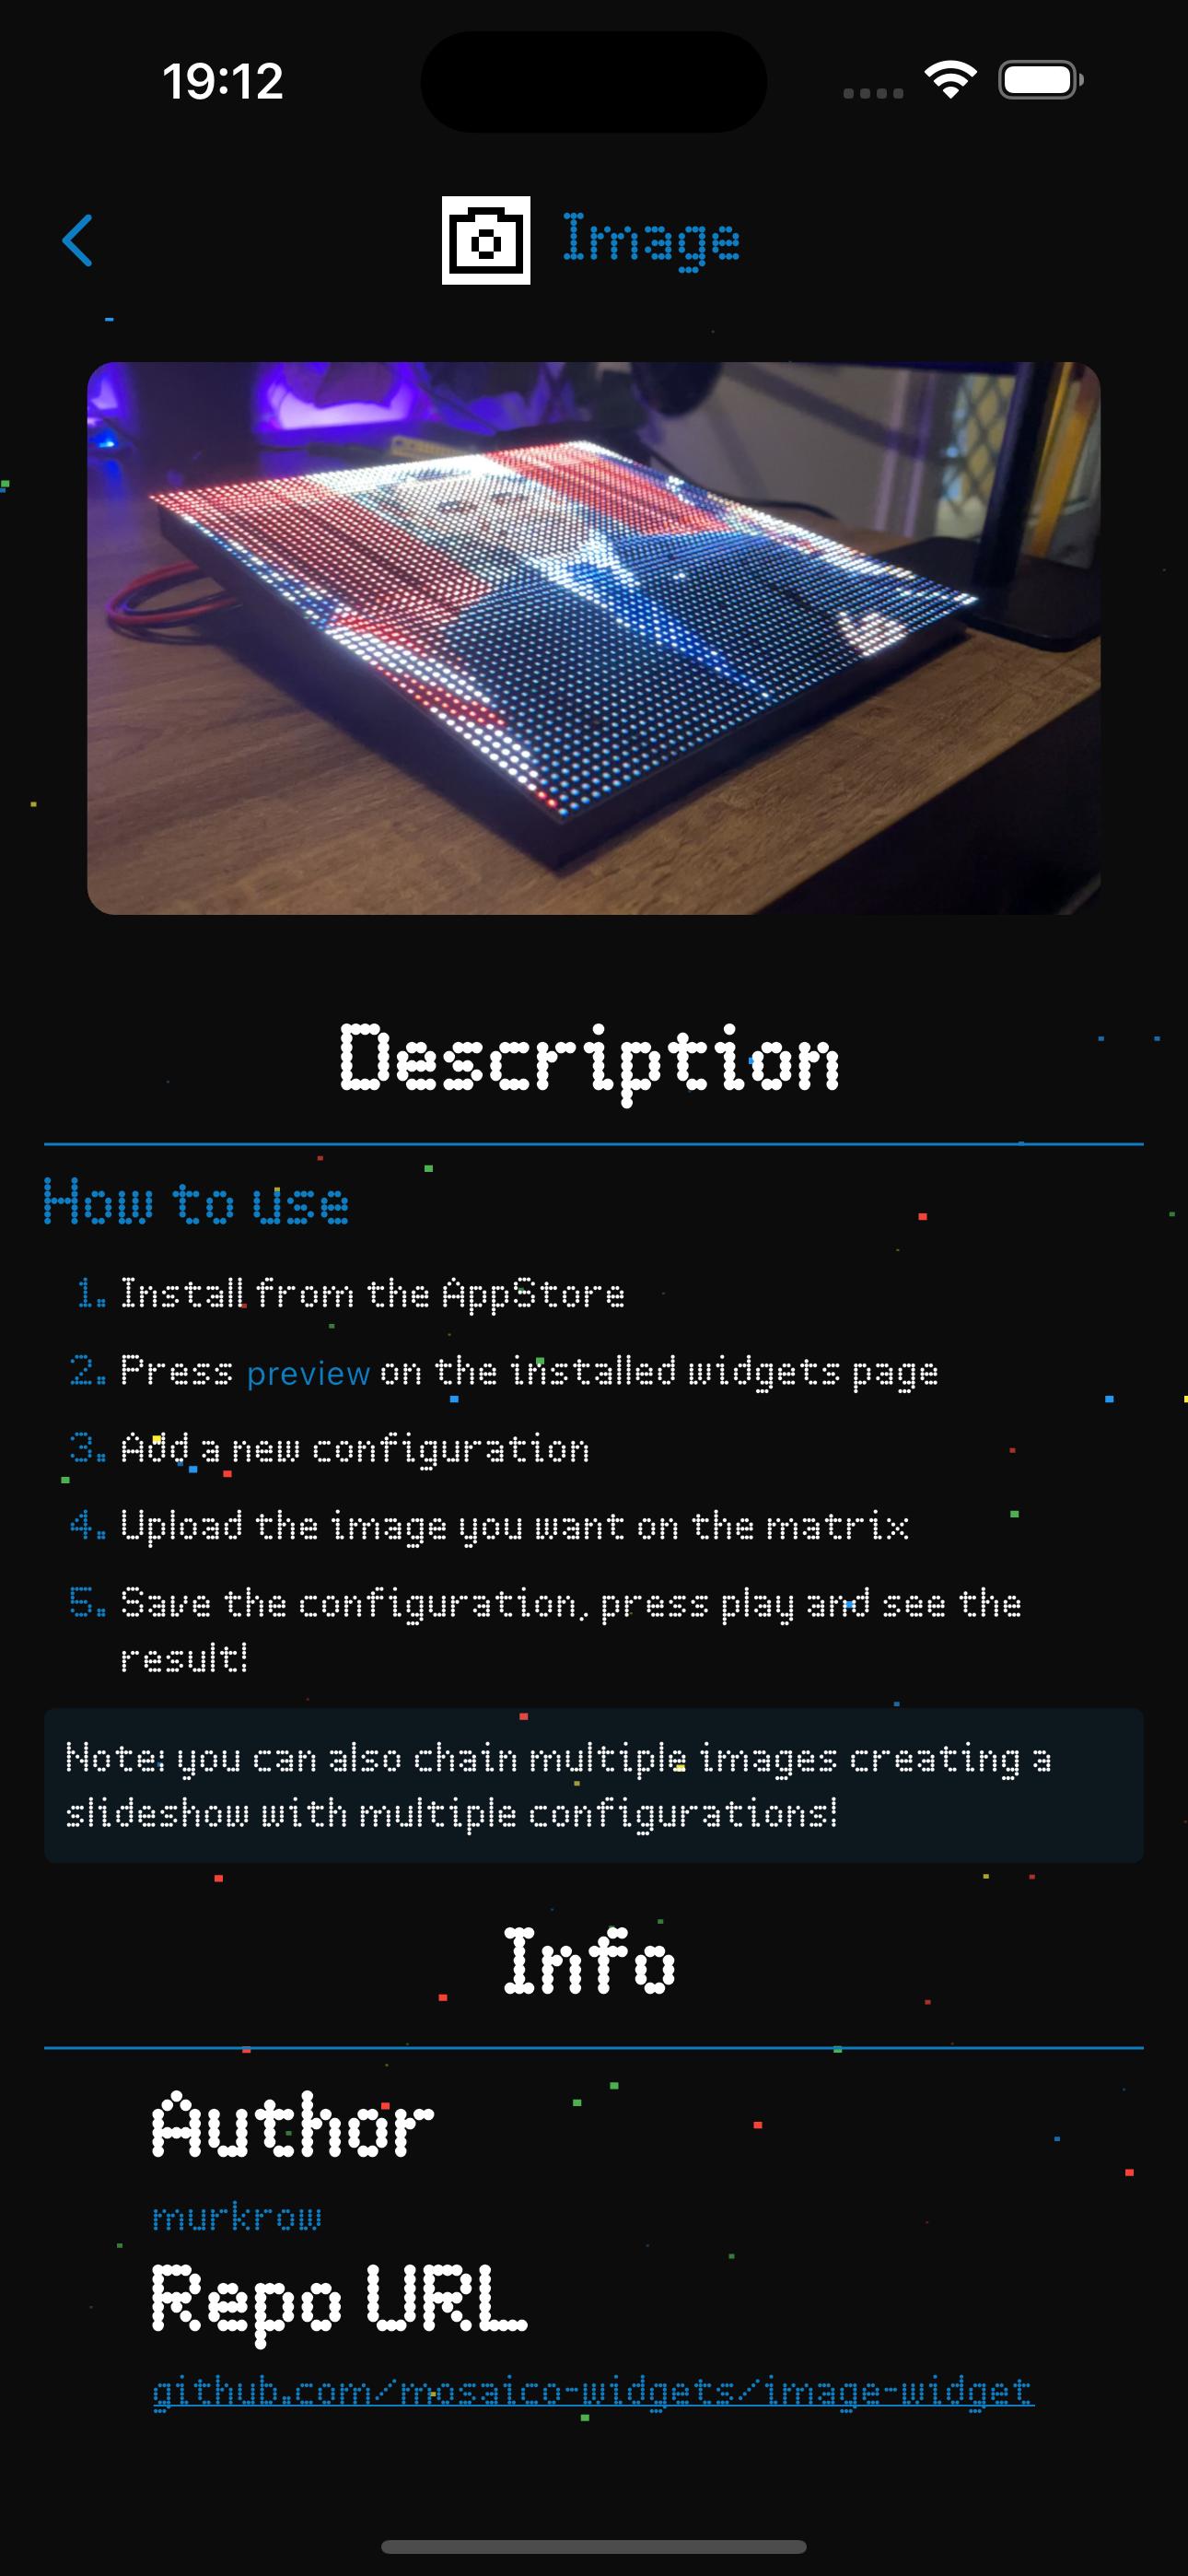 19:12
Image
Description
How to use
1. Install from the AppStore
2. Press preview on the installed widgets page
3. Add a new configuration
4. Upload the image you want on the matrix
5. Save the configuration, press play and see the
result!
Note: you can also chain multiple images creating a
slideshow with multiple configurations!
Info
Author
murkrow
Repo URL
github.com/mosaico-widgets/image-widget